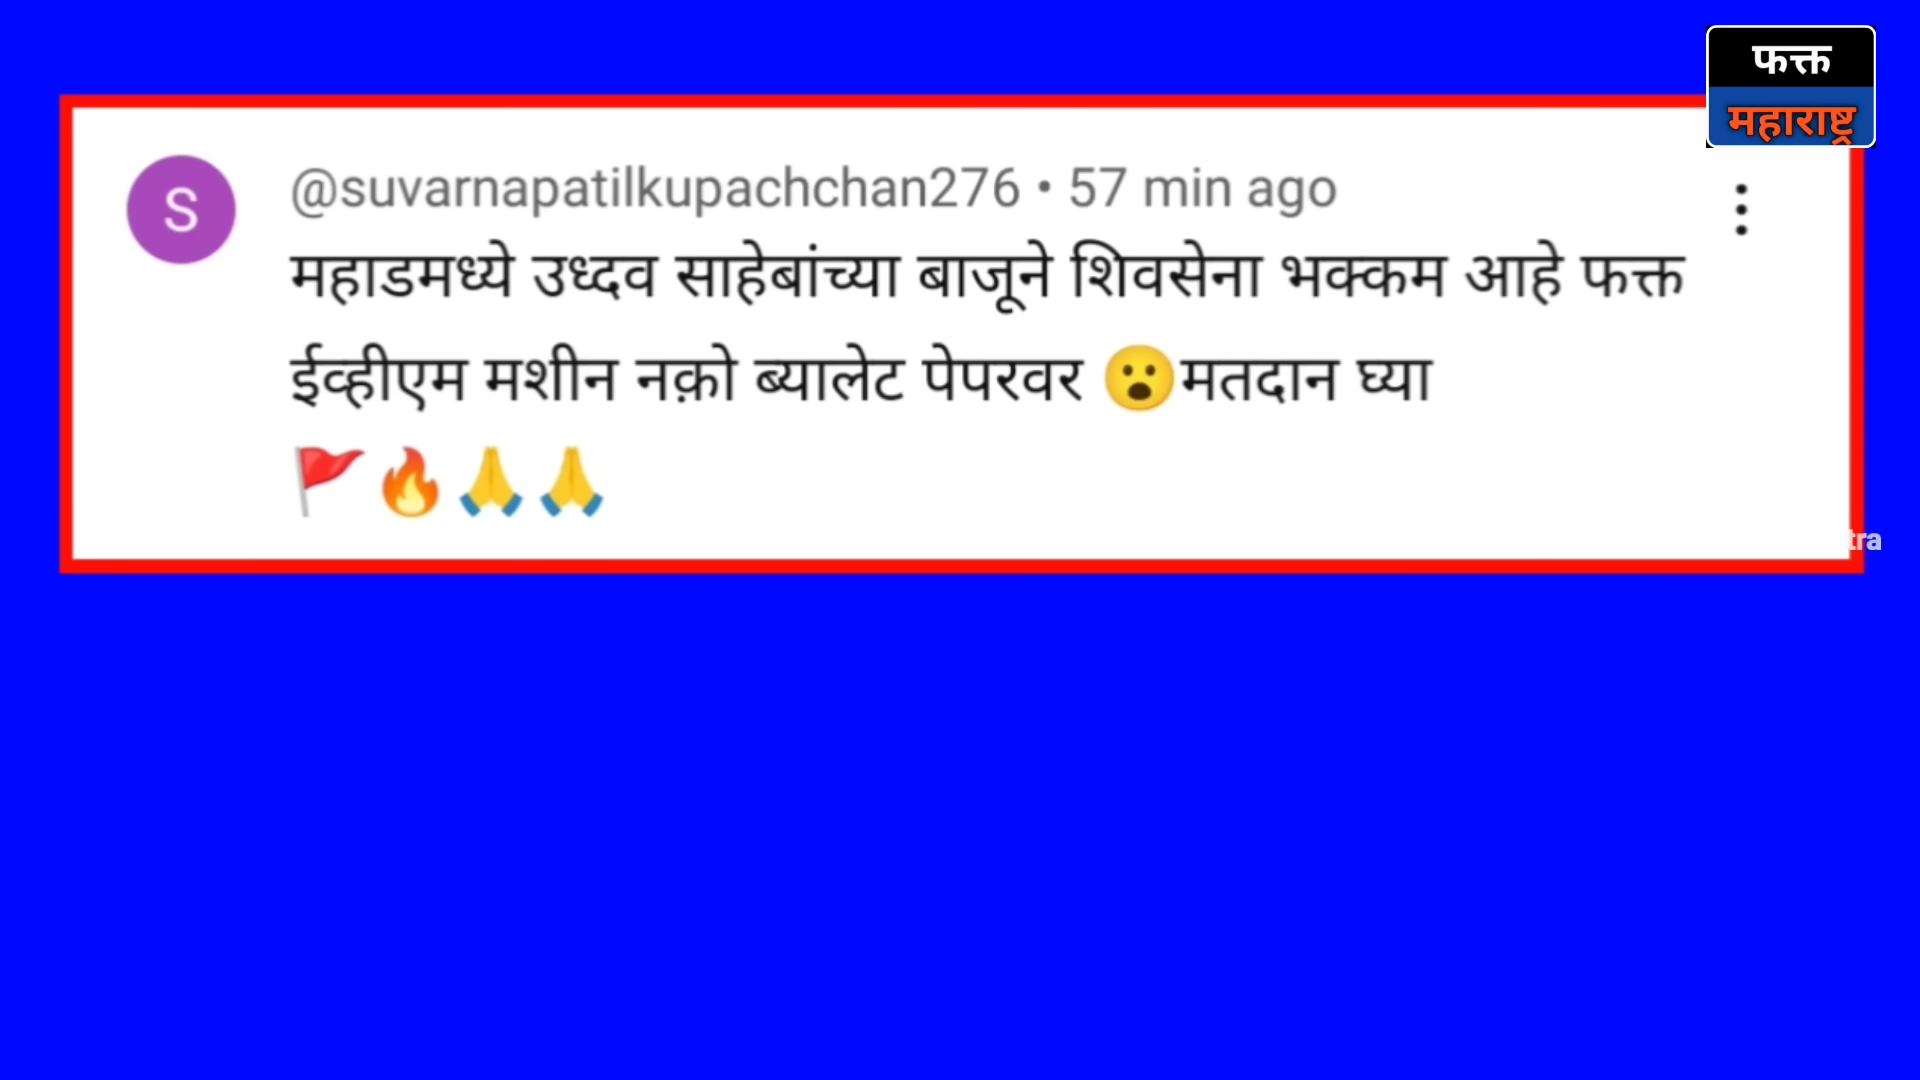 फक्त
महाराष्ट्र
S
@suvarnapatilkupachchan276 • 57 min ago
महाडमध्ये उध्दव साहेबांच्या बाजूने शिवसेना भक्कम आहे फक्त
ईव्हीएम मशीन नक़ो ब्यालेट पेपरवर 😮मतदान घ्या
🚩🔥🙏🙏
tra